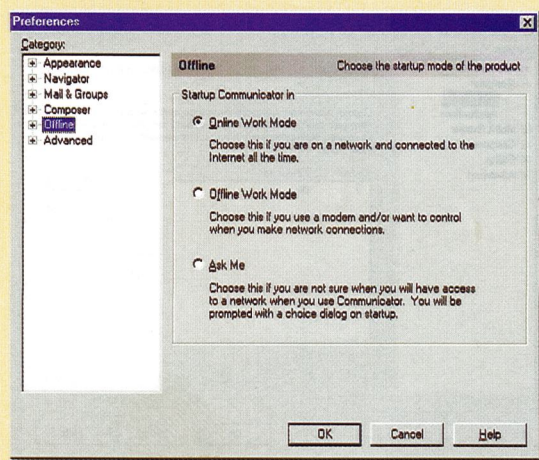 Preferences
Category:
Appearance
Navigator
Mail & Groups
Composer
Offline
Advanced
Offline
Choose the startup mode of the product
Startup Communicator in
Online Work Mode
Choose this if you are on a network and connected to the
Internet all the time.
Offline Work Mode
Choose this if you use a modem and/or want to control
when you make network connections.
Ask Me
Choose this if you are not sure when you will have access
to a network when you use Communicator. You will be
prompted with a choice dialog on startup.
OK
Cancel
Help